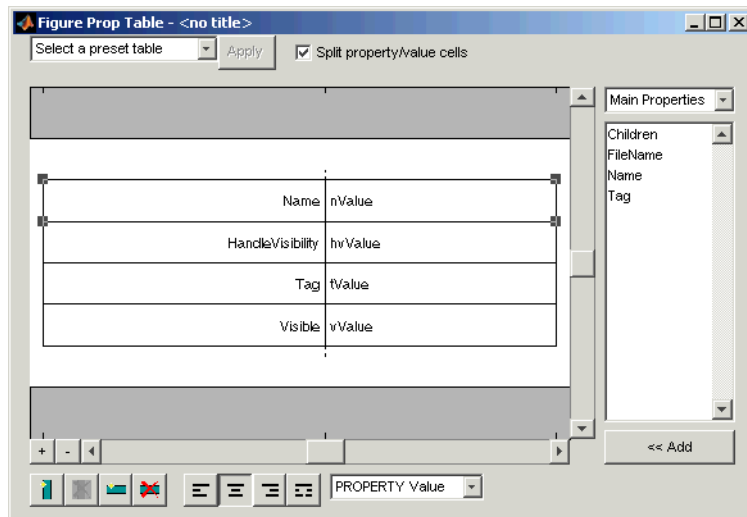 Figure Prop Table - <no title>
Select a preset table
Apply
Split property/value cells
Main Properties
Children
FileName
Name
Tag
Name nValue
HandleVisibility hvValue
Tag tValue
Visible vValue
+ -
<< Add
PROPERTY Value